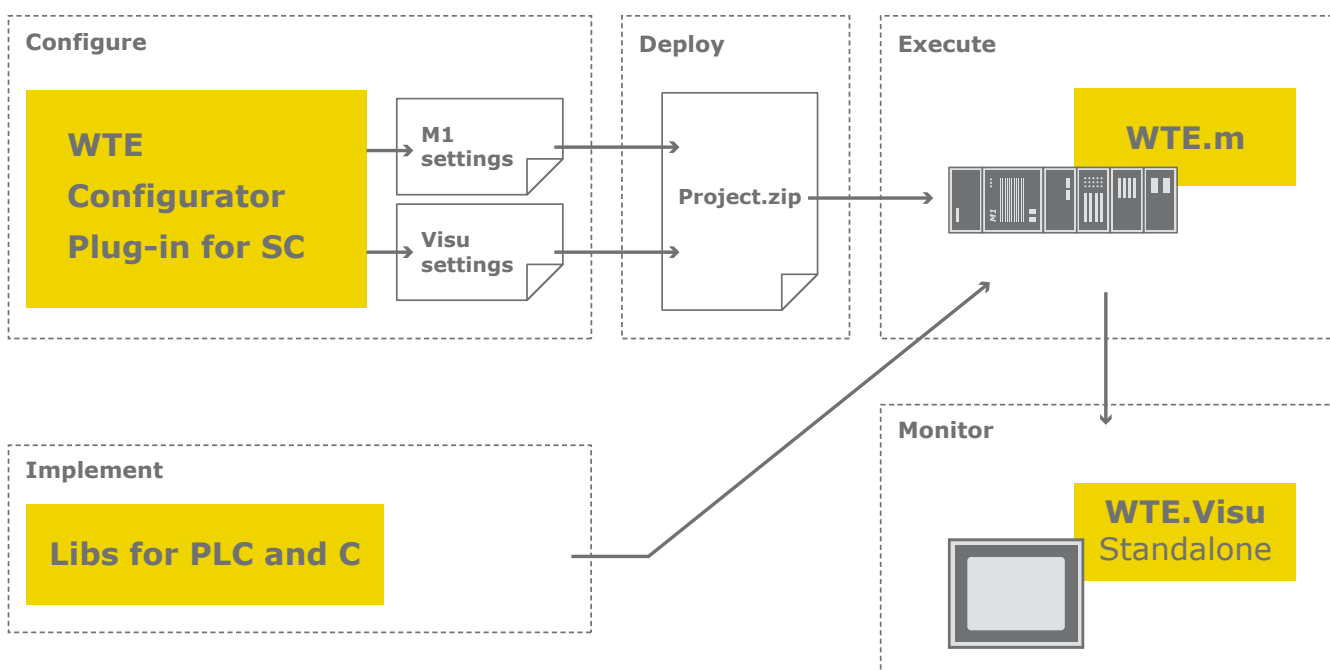 Configure
WTE
Configurator
Plug-in for SC
M1
settings
Visu
settings
Deploy
Project.zip
Execute
WTE.m
M1
Implement
Libs for PLC and C
Monitor
WTE.Visu
Standalone